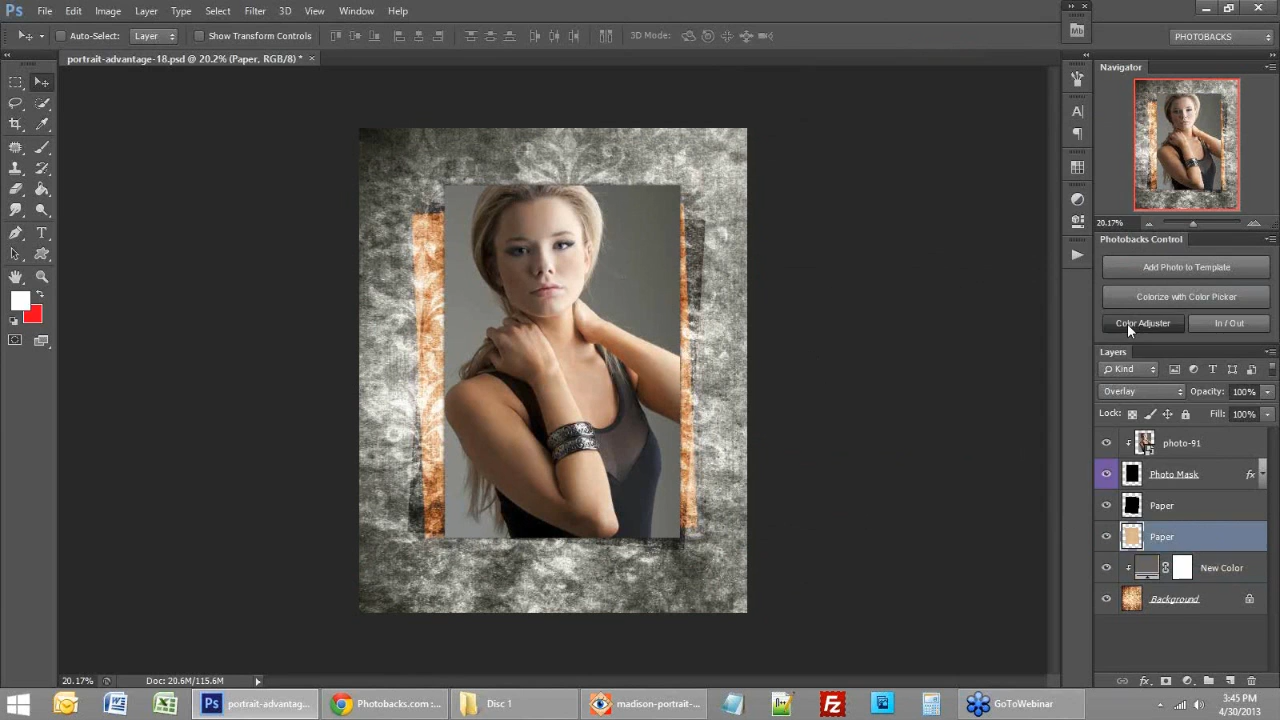 Ps File Edit Image Layer Type Select Filter 3D View Window Help
Auto-Select: Layer Show Transform Controls 3D Mode: Mb PHOTOBACKS
portrait-advantage-18.psd @ 20.2% (Paper, RGB/8) * ×
Navigator
20.17%
Photobacks Control
Add Photo to Template
Colorize with Color Picker
Color Adjuster In / Out
Layers
Kind
Overlay Opacity: 100%
Lock: Fill: 100%
photo-91
Photo Mask fx
Paper
Paper
New Color
Background
20.17% Doc: 20.6M/115.6M
portrait-advantag... Photobacks.com :... Disc 1 madison-portrait-... GoToWebinar
3:45 PM
4/30/2013